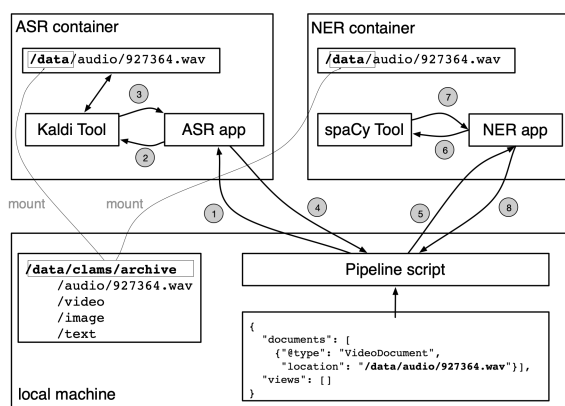 ASR container
/data/audio/927364.wav
3
Kaldi Tool
ASR app
2
NER container
/data/audio/927364.wav
7
spaCy Tool
NER app
6
mount
mount
1
4
5
8
/data/clams/archive
/audio/927364.wav
/video
/image
/text
Pipeline script
{
"documents": [
{"@type": "VideoDocument",
"location": "/data/audio/927364.wav"}],
"views": []
}
local machine